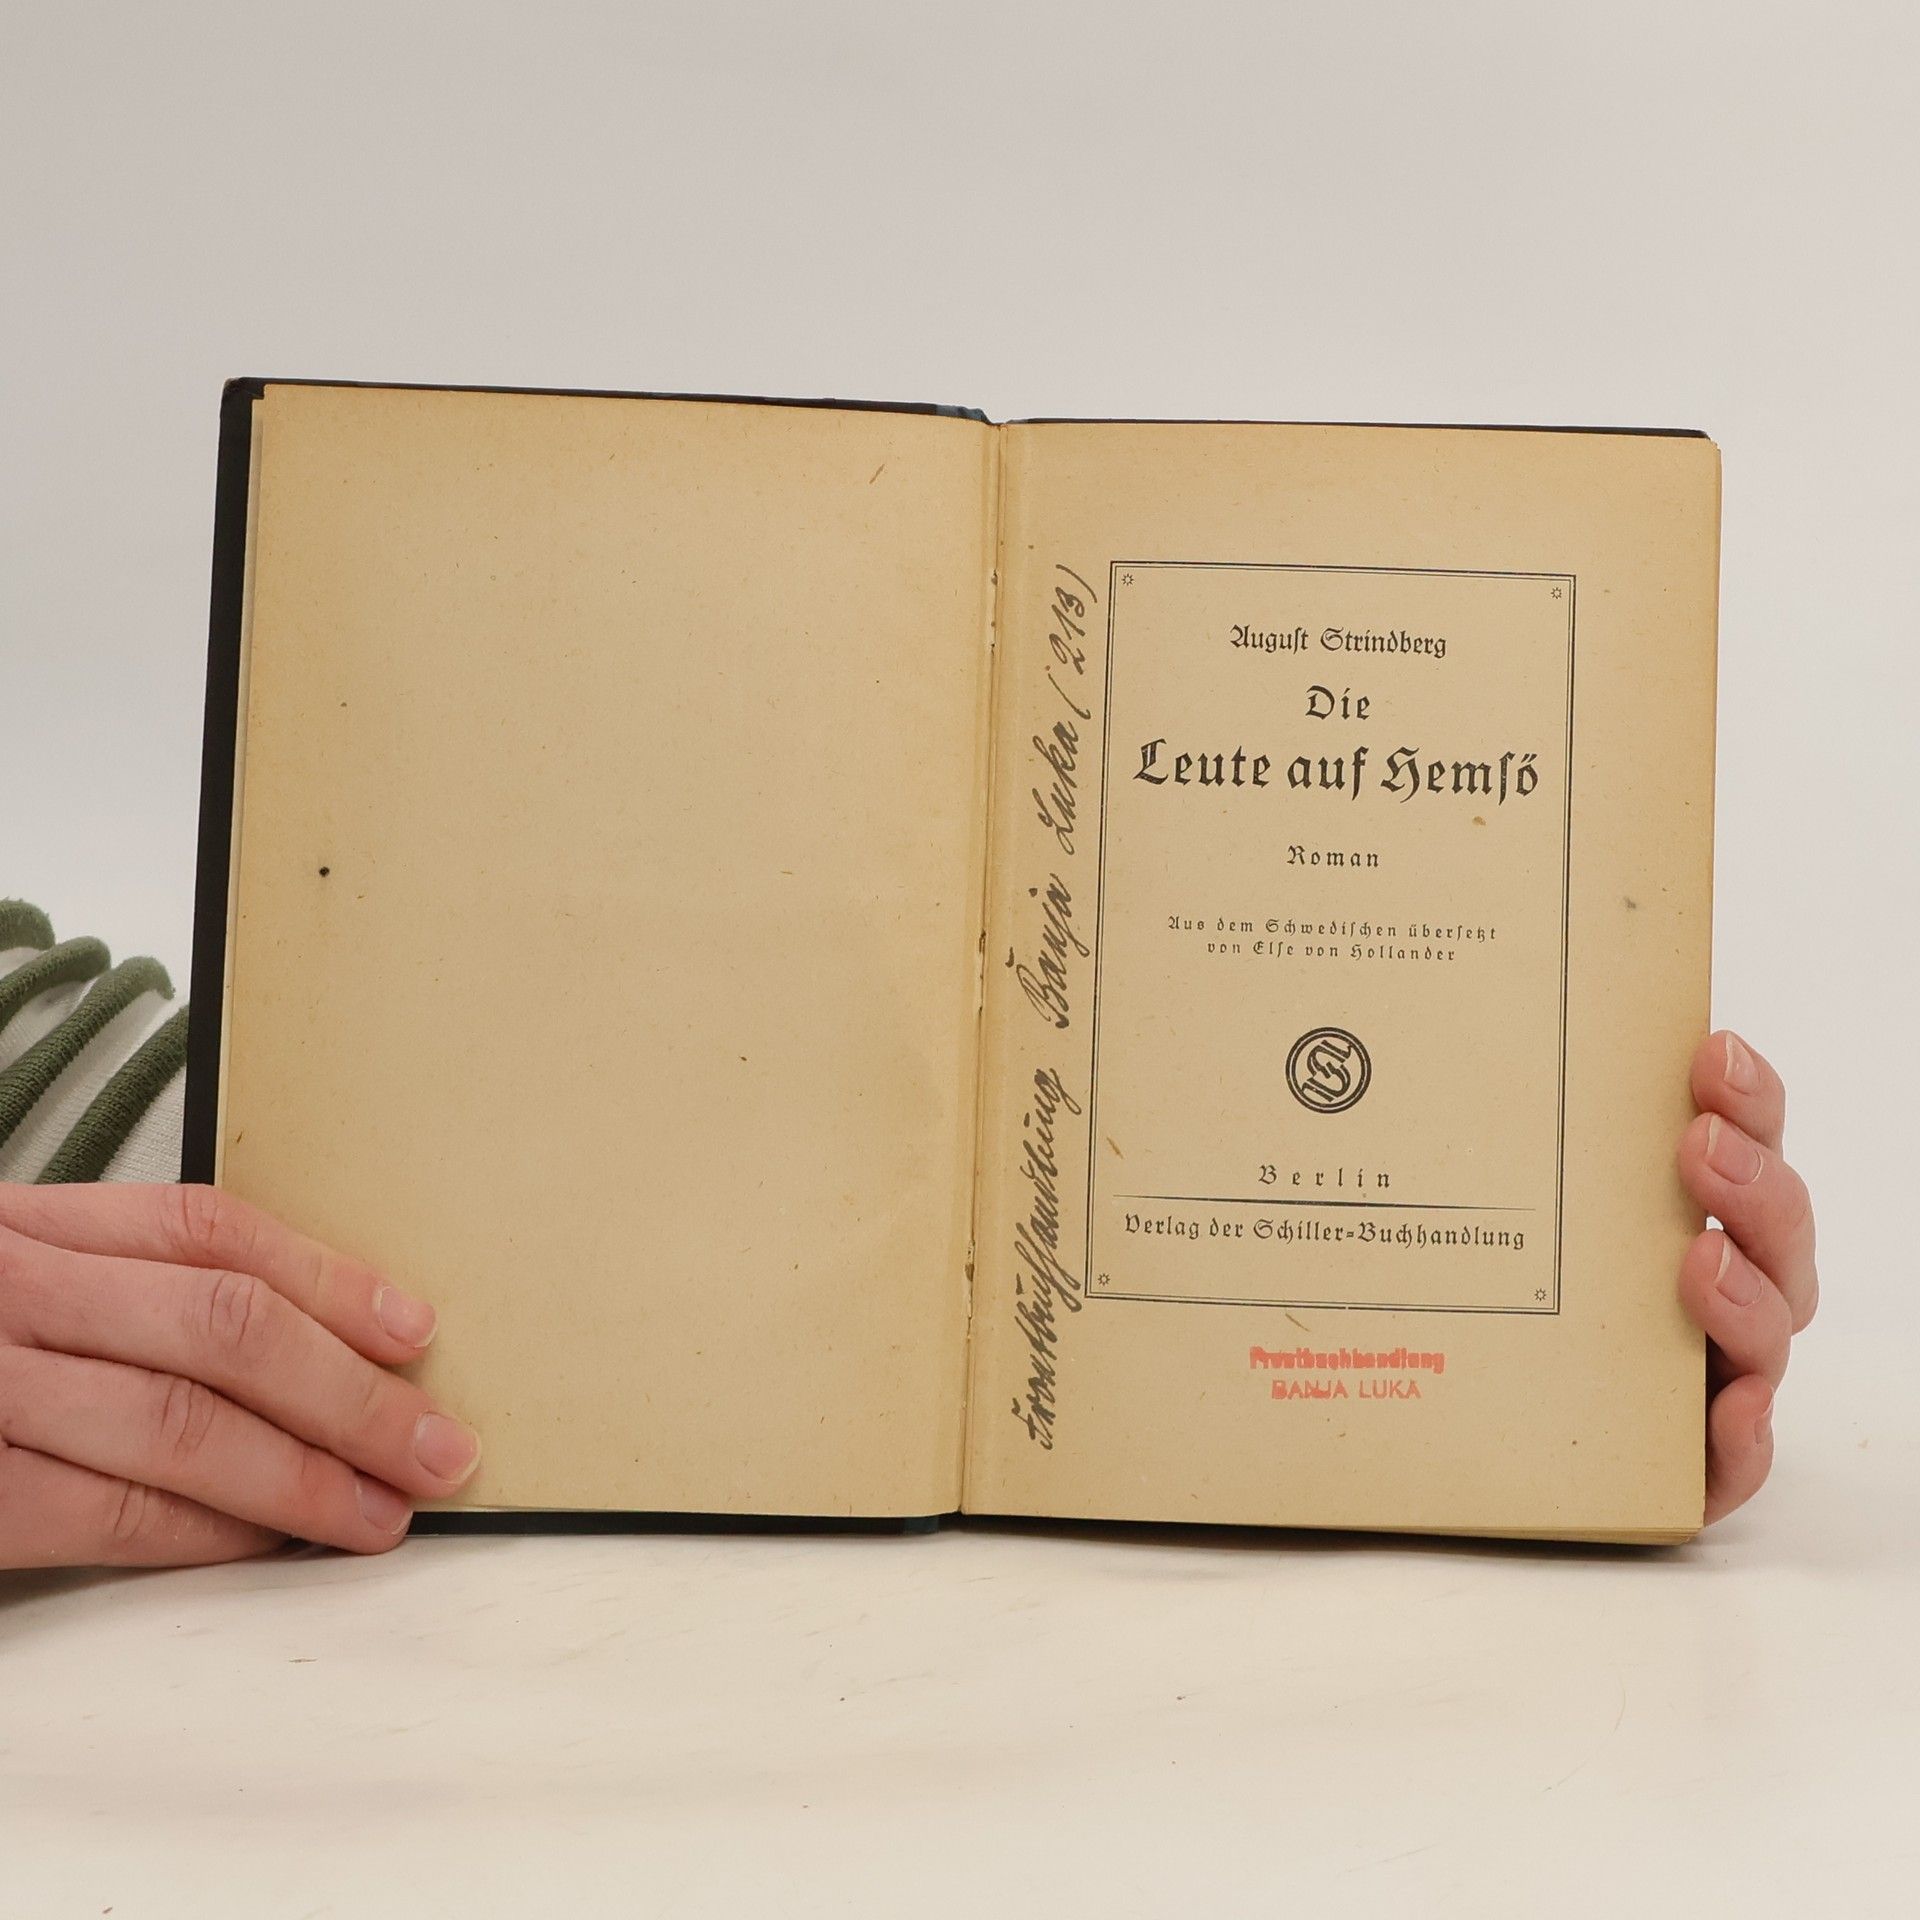 Frontbuchhandlung Banja Luka (213)
August Strindberg
Die
Leute auf Hemsö
Roman
Aus dem Schwedischen übersetzt
von Else von Hollander
Berlin
Verlag der Schiller-Buchhandlung
Frontbuchhandlung
BANJA LUKA